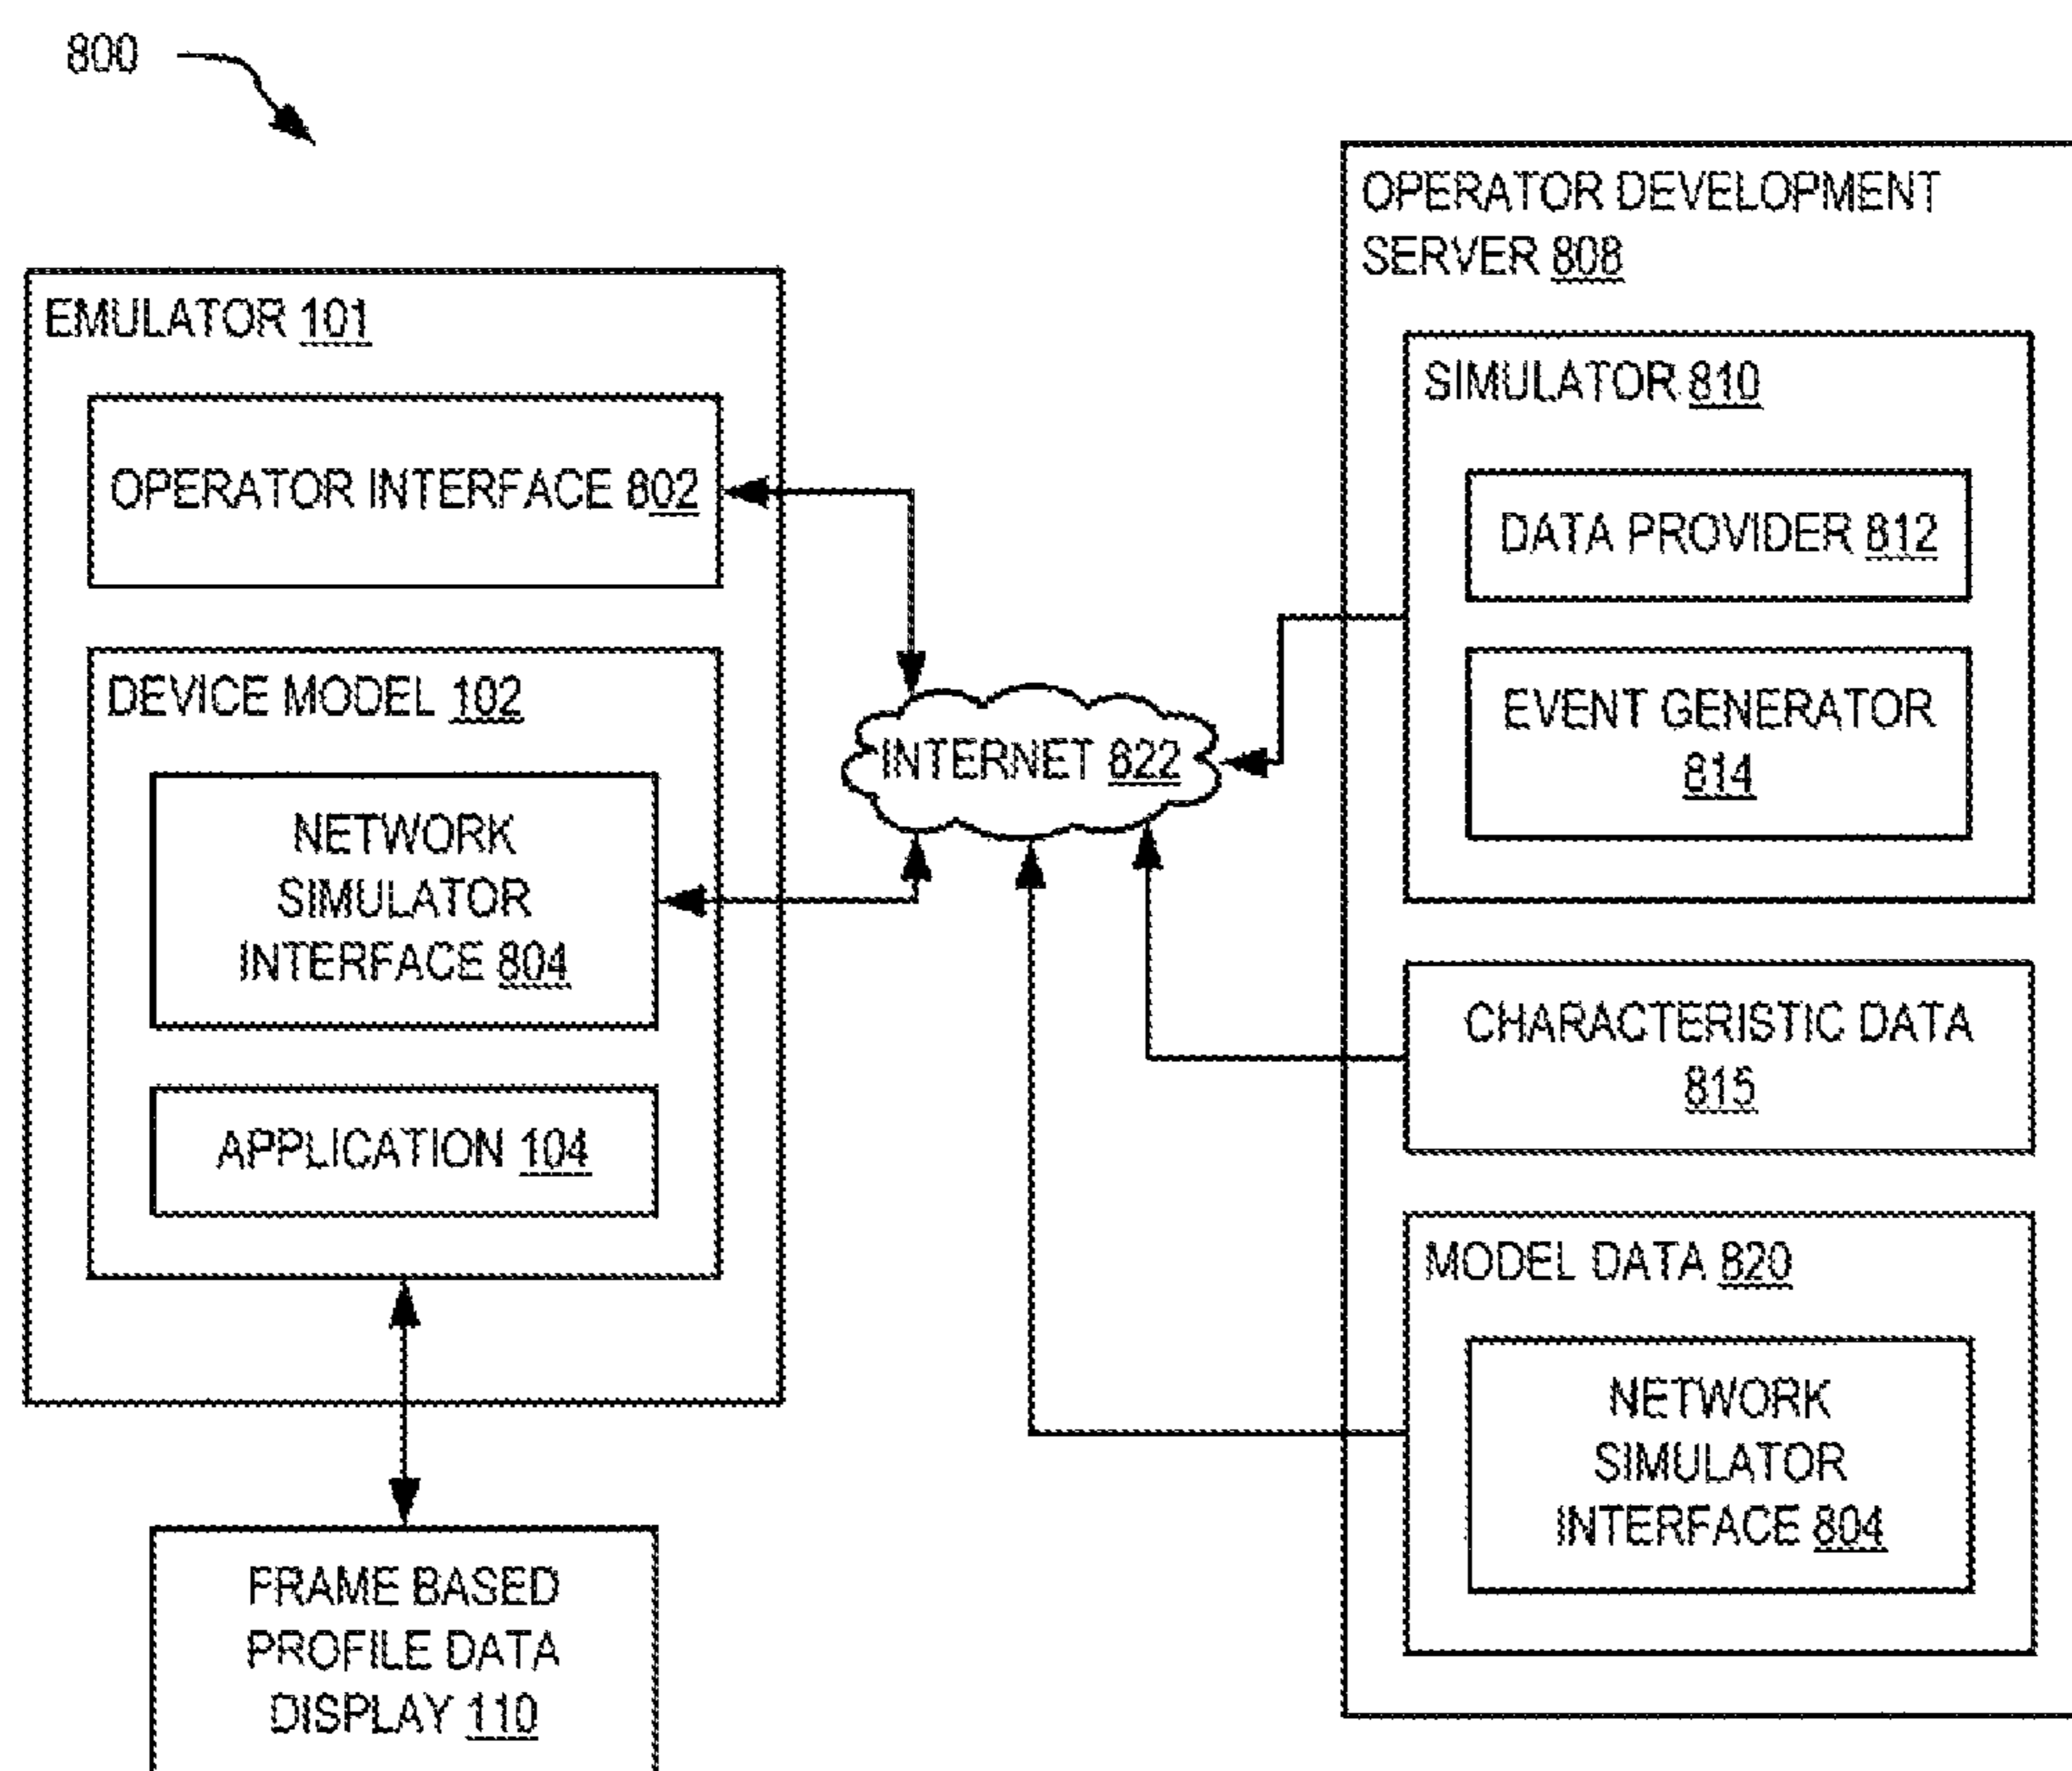 800
EMULATOR 101
OPERATOR INTERFACE 802
DEVICE MODEL 102
NETWORK
SIMULATOR
INTERFACE 804
APPLICATION 104
FRAME BASED
PROFILE DATA
DISPLAY 110
INTERNET 822
OPERATOR DEVELOPMENT
SERVER 808
SIMULATOR 810
DATA PROVIDER 812
EVENT GENERATOR
814
CHARACTERISTIC DATA
815
MODEL DATA 820
NETWORK
SIMULATOR
INTERFACE 804